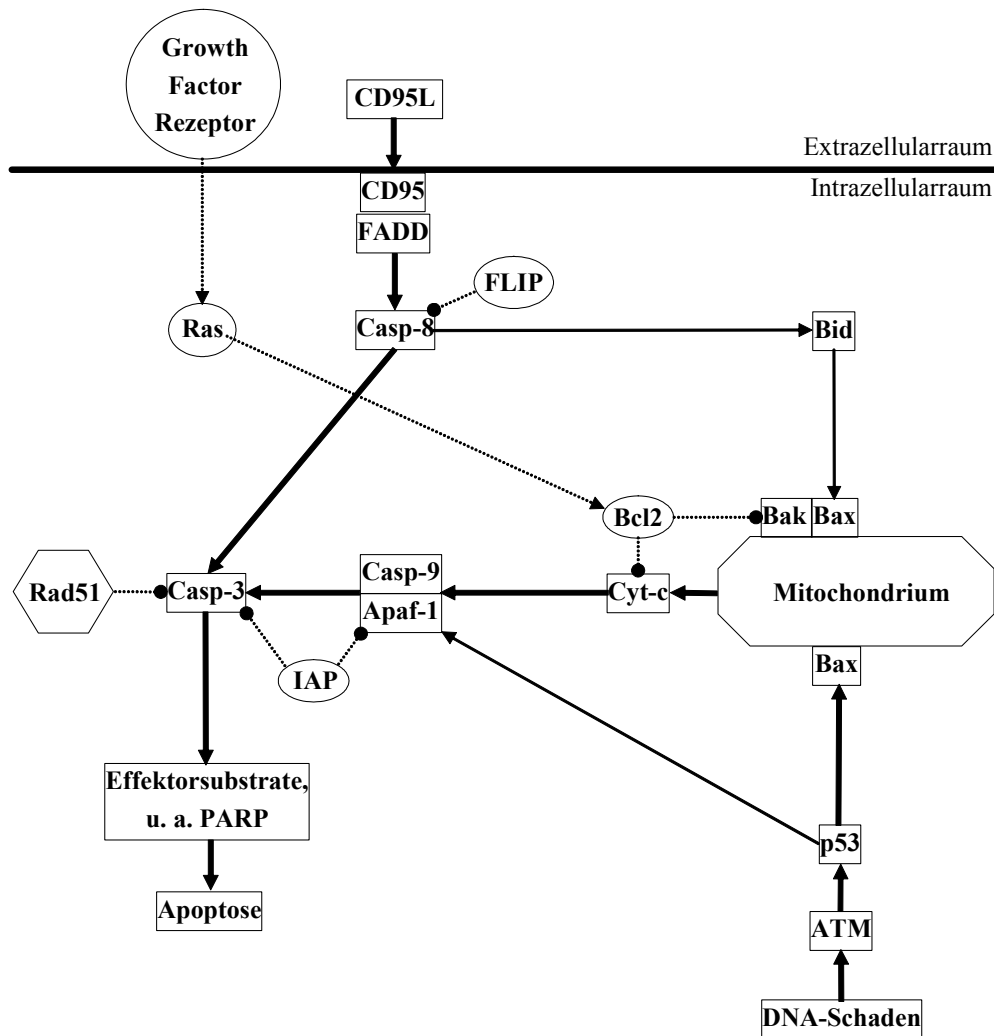 Growth
Factor
Rezeptor
CD95L
Extrazellularraum
Intrazellularraum
CD95
FADD
FLIP
Ras
Casp-8
Bid
Bcl2
Bak
Bax
Rad51
Casp-3
Casp-9
Apaf-1
Cyt-c
Mitochondrium
IAP
Bax
Effektorsubstrate,
u. a. PARP
p53
Apoptose
ATM
DNA-Schaden